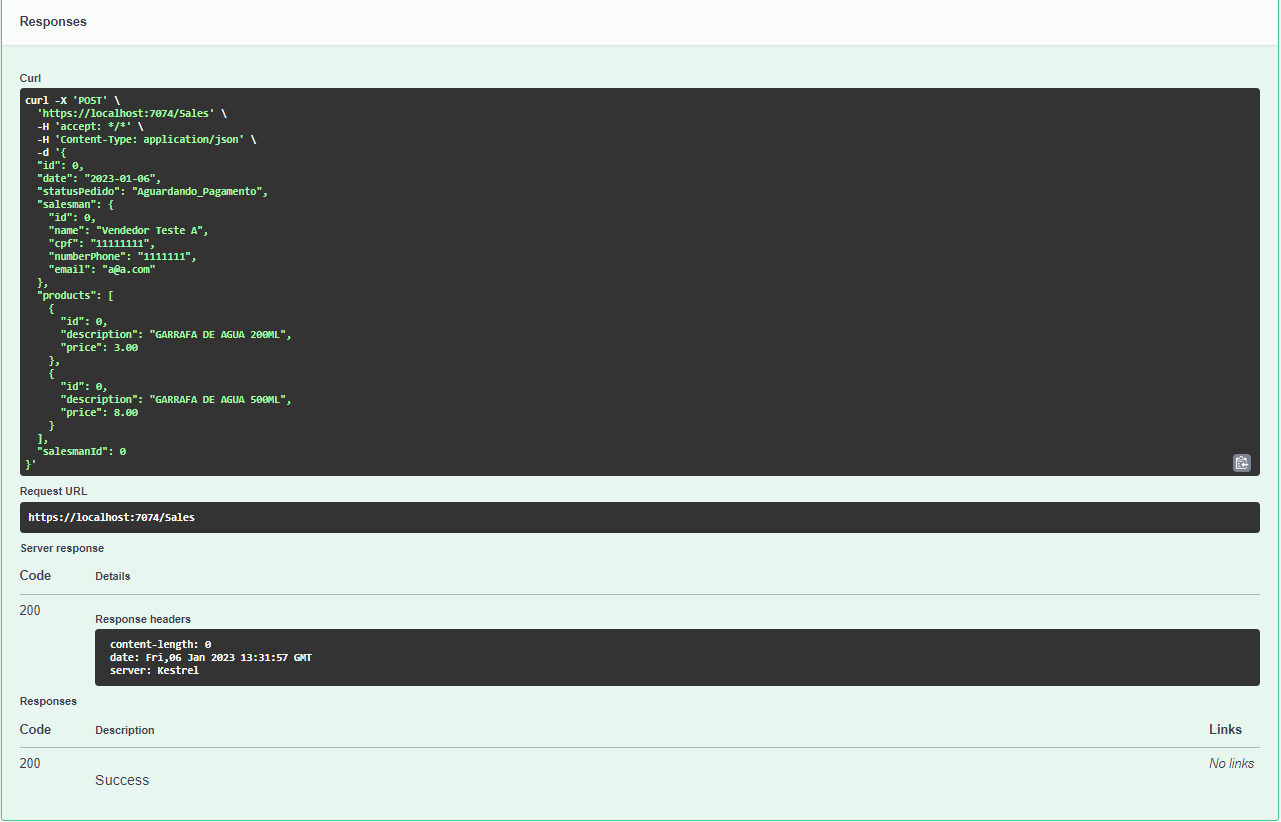 Responses
Curl
curl -X 'POST' \
  'https://localhost:7074/Sales' \
  -H 'accept: */*' \
  -H 'Content-Type: application/json' \
  -d '{
  "id": 0,
  "date": "2023-01-06",
  "statusPedido": "Aguardando_Pagamento",
  "salesman": {
    "id": 0,
    "name": "Vendedor Teste A",
    "cpf": "11111111",
    "numberPhone": "1111111",
    "email": "a@a.com"
  },
  "products": [
    {
      "id": 0,
      "description": "GARRAFA DE AGUA 200ML",
      "price": 3.00
    },
    {
      "id": 0,
      "description": "GARRAFA DE AGUA 500ML",
      "price": 8.00
    }
  ],
  "salesmanId": 0
}'
Request URL
https://localhost:7074/Sales
Server response
Code Details
200
Response headers
content-length: 0
date: Fri,06 Jan 2023 13:31:57 GMT
server: Kestrel
Responses
Code Description Links
200 No links
Success